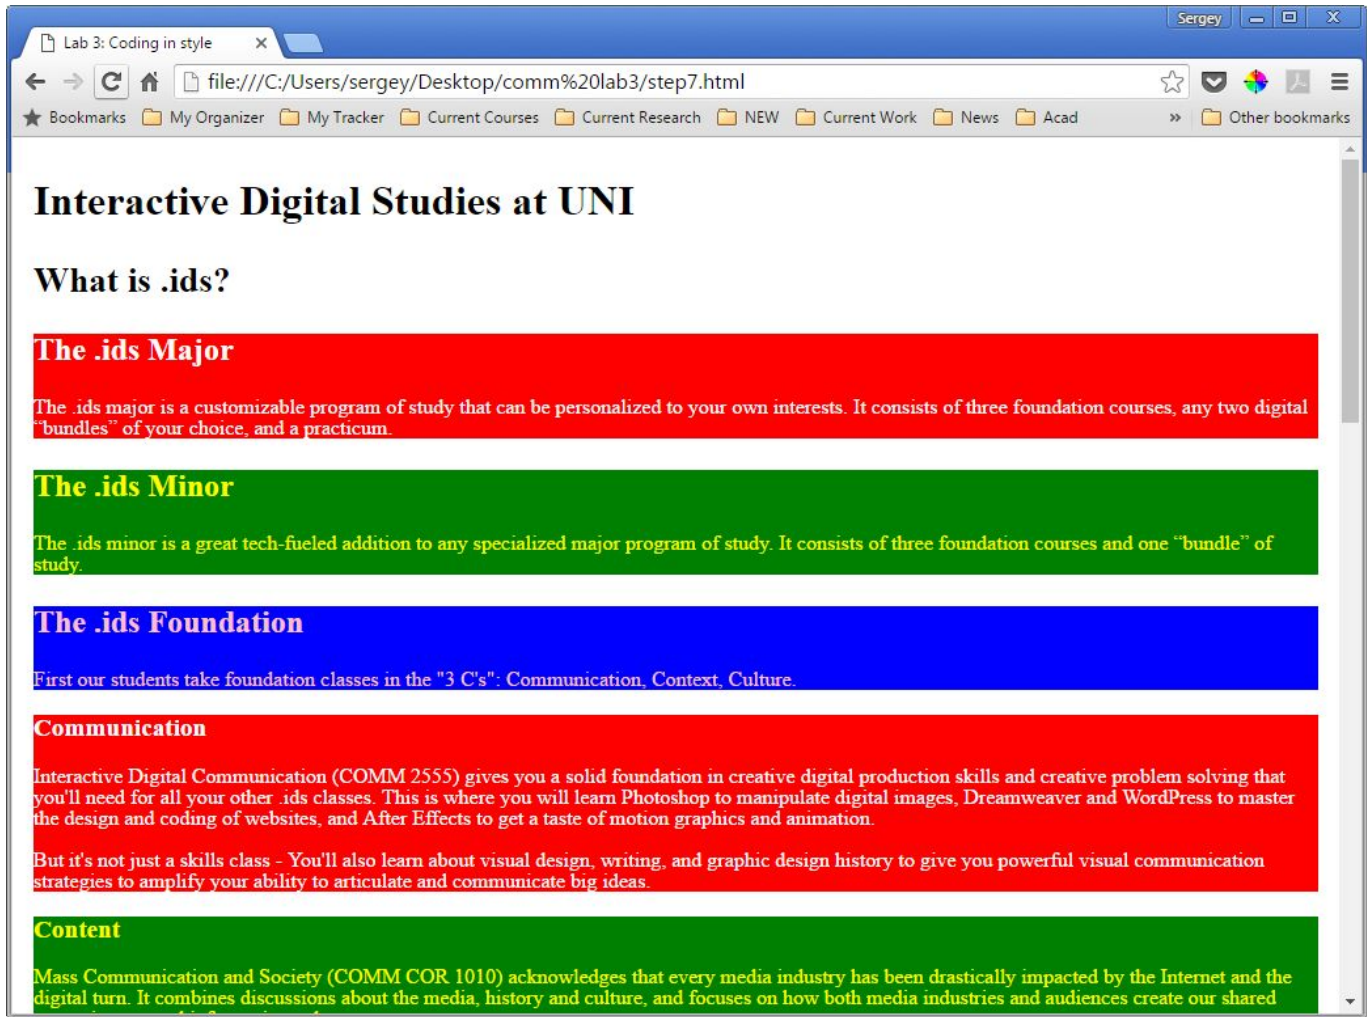 Sergey
Lab 3: Coding in style
file:///C:/Users/sergey/Desktop/comm%20lab3/step7.html
Bookmarks My Organizer My Tracker Current Courses Current Research NEW Current Work News Acad » Other bookmarks
Interactive Digital Studies at UNI
What is .ids?
The .ids Major
The .ids major is a customizable program of study that can be personalized to your own interests. It consists of three foundation courses, any two digital
“bundles” of your choice, and a practicum.
The .ids Minor
The .ids minor is a great tech-fueled addition to any specialized major program of study. It consists of three foundation courses and one “bundle” of
study.
The .ids Foundation
First our students take foundation classes in the "3 C's": Communication, Context, Culture.
Communication
Interactive Digital Communication (COMM 2555) gives you a solid foundation in creative digital production skills and creative problem solving that
you'll need for all your other .ids classes. This is where you will learn Photoshop to manipulate digital images, Dreamweaver and WordPress to master
the design and coding of websites, and After Effects to get a taste of motion graphics and animation.
But it's not just a skills class - You'll also learn about visual design, writing, and graphic design history to give you powerful visual communication
strategies to amplify your ability to articulate and communicate big ideas.
Content
Mass Communication and Society (COMM COR 1010) acknowledges that every media industry has been drastically impacted by the Internet and the
digital turn. It combines discussions about the media, history and culture, and focuses on how both media industries and audiences create our shared